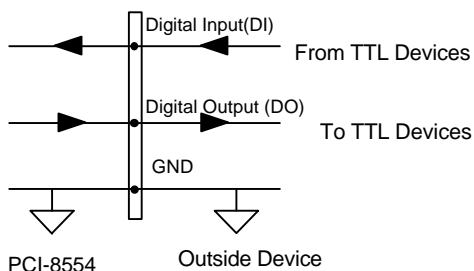 Digital Input(DI)
From TTL Devices
Digital Output (DO)
To TTL Devices
GND
PCI-8554
Outside Device